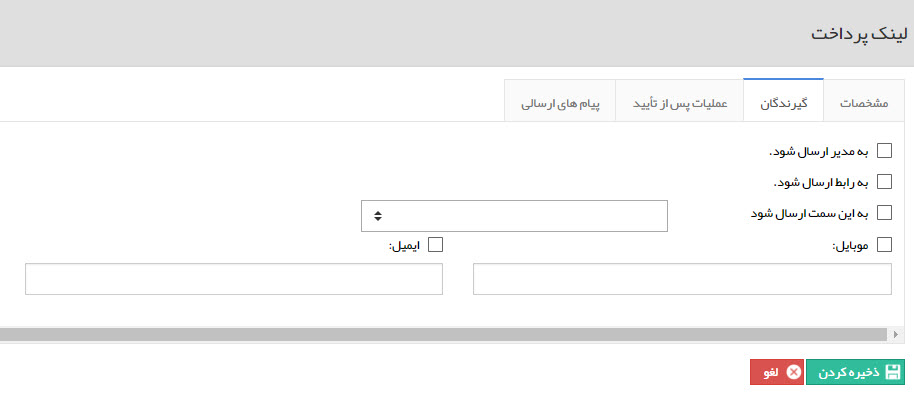 لینک پرداخت
مشخصات گیرندگان عملیات پس از تأیید پیام های ارسالی
به مدیر ارسال شود.
به رابط ارسال شود.
به این سمت ارسال شود
موبایل: ایمیل:
ذخیره کردن لغو